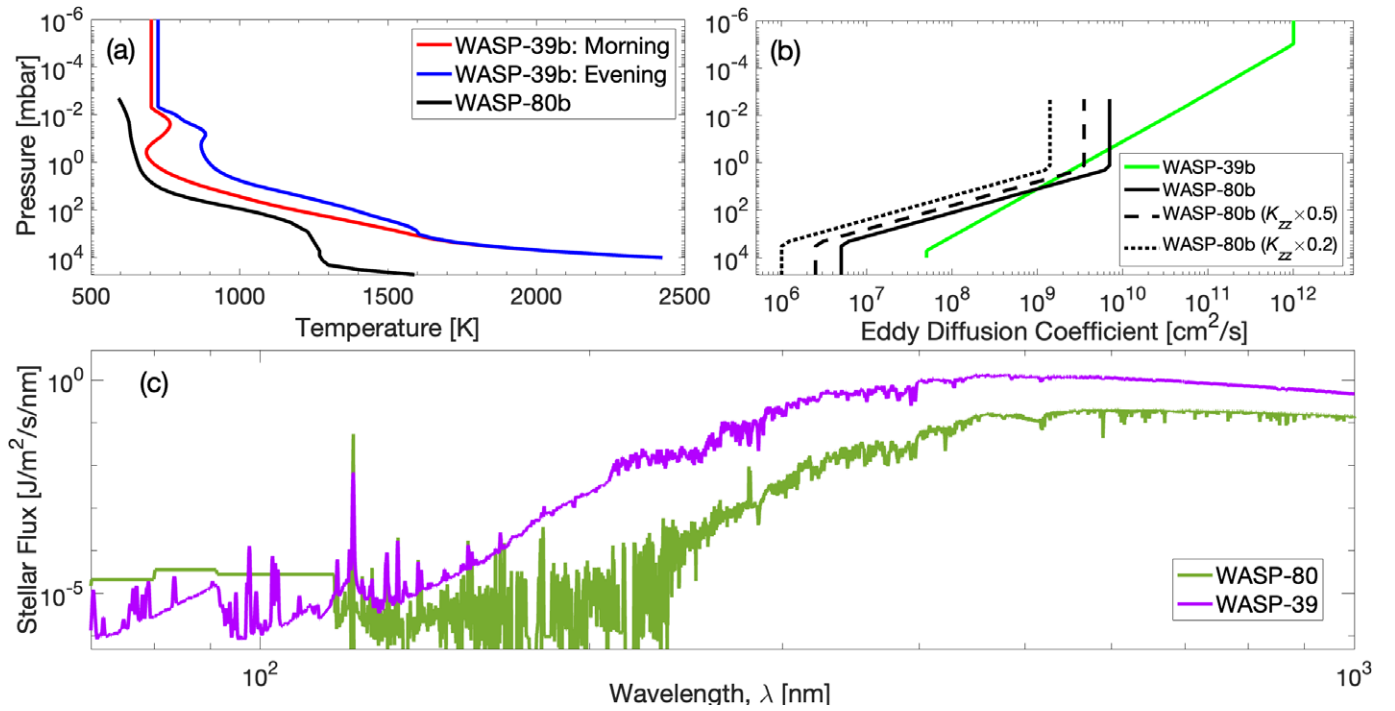 (a)
WASP-39b: Morning
WASP-39b: Evening
WASP-80b
10^-6
10^-4
10^-2
10^0
10^2
10^4
Pressure [mbar]
500
1000
1500
2000
2500
Temperature [K]
(b)
10^-6
10^-4
10^-2
10^0
10^2
10^4
WASP-39b
WASP-80b
WASP-80b (K_zz×0.5)
WASP-80b (K_zz×0.2)
10^6
10^7
10^8
10^9
10^10
10^11
10^12
Eddy Diffusion Coefficient [cm^2/s]
(c)
10^0
10^-5
Stellar Flux [J/m^2/s/nm]
WASP-80
WASP-39
10^2
10^3
Wavelength, λ [nm]